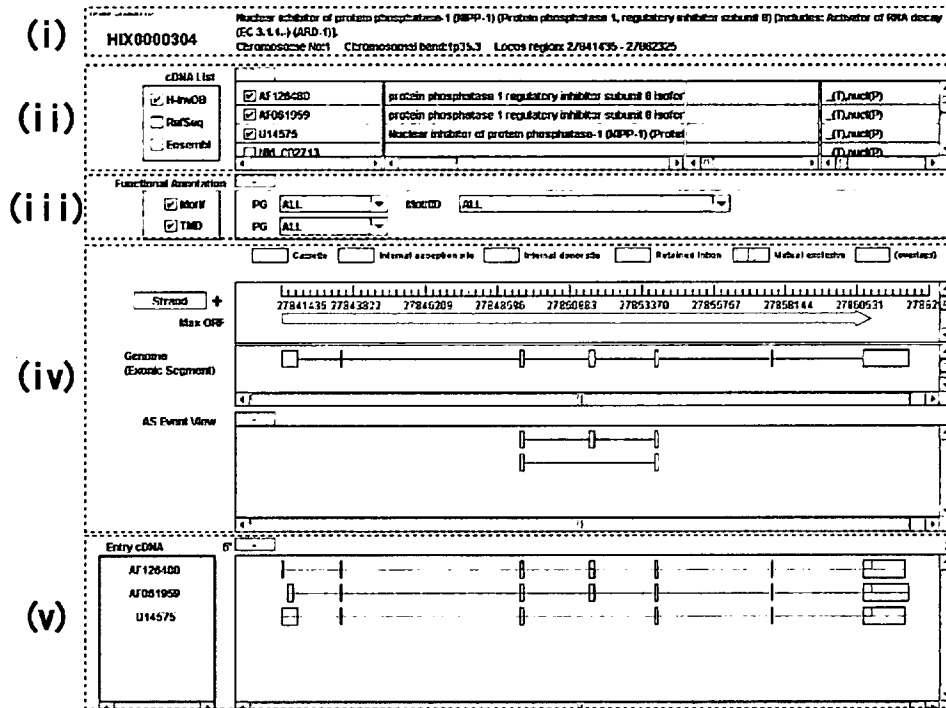 (i)
HIX0000304
Nuclear inhibitor of protein phosphatase-1 (NIPP-1) (Protein phosphatase 1, regulatory inhibitor subunit 8) [Includes: Activator of RNA decay
(EC 3.1.4.-) (ARD-1)].
Chromosome No:1 Chromosomal band:1p35.3 Locus region: 27841435 - 27862325
(ii)
cDNA List
H-InvDB
RefSeq
Ensembl
AF126480 protein phosphatase 1 regulatory inhibitor subunit 8 isofor _(T),nucl(P)
AF061959 protein phosphatase 1 regulatory inhibitor subunit 8 isofor _(T),nucl(P)
U14575 Nuclear inhibitor of protein phosphatase-1 (NIPP-1) (Protei _(T),nucl(P)
NM_002713 _(T),nucl(P)
(iii)
Functional Annotation
Motif PG ALL MotifID ALL
TMD PG ALL
(iv)
Cassette Internal acceptor site Internal donor site Retained intron Mutual exclusive (overlaps)
Strand +
27841435 27843822 27846209 27848596 27850983 27853370 27855757 27858144 27860531
Max ORF
Genome
(Exonic Segment)
AS Event View
(v)
Entry cDNA 5'
AF126480
AF061959
U14575